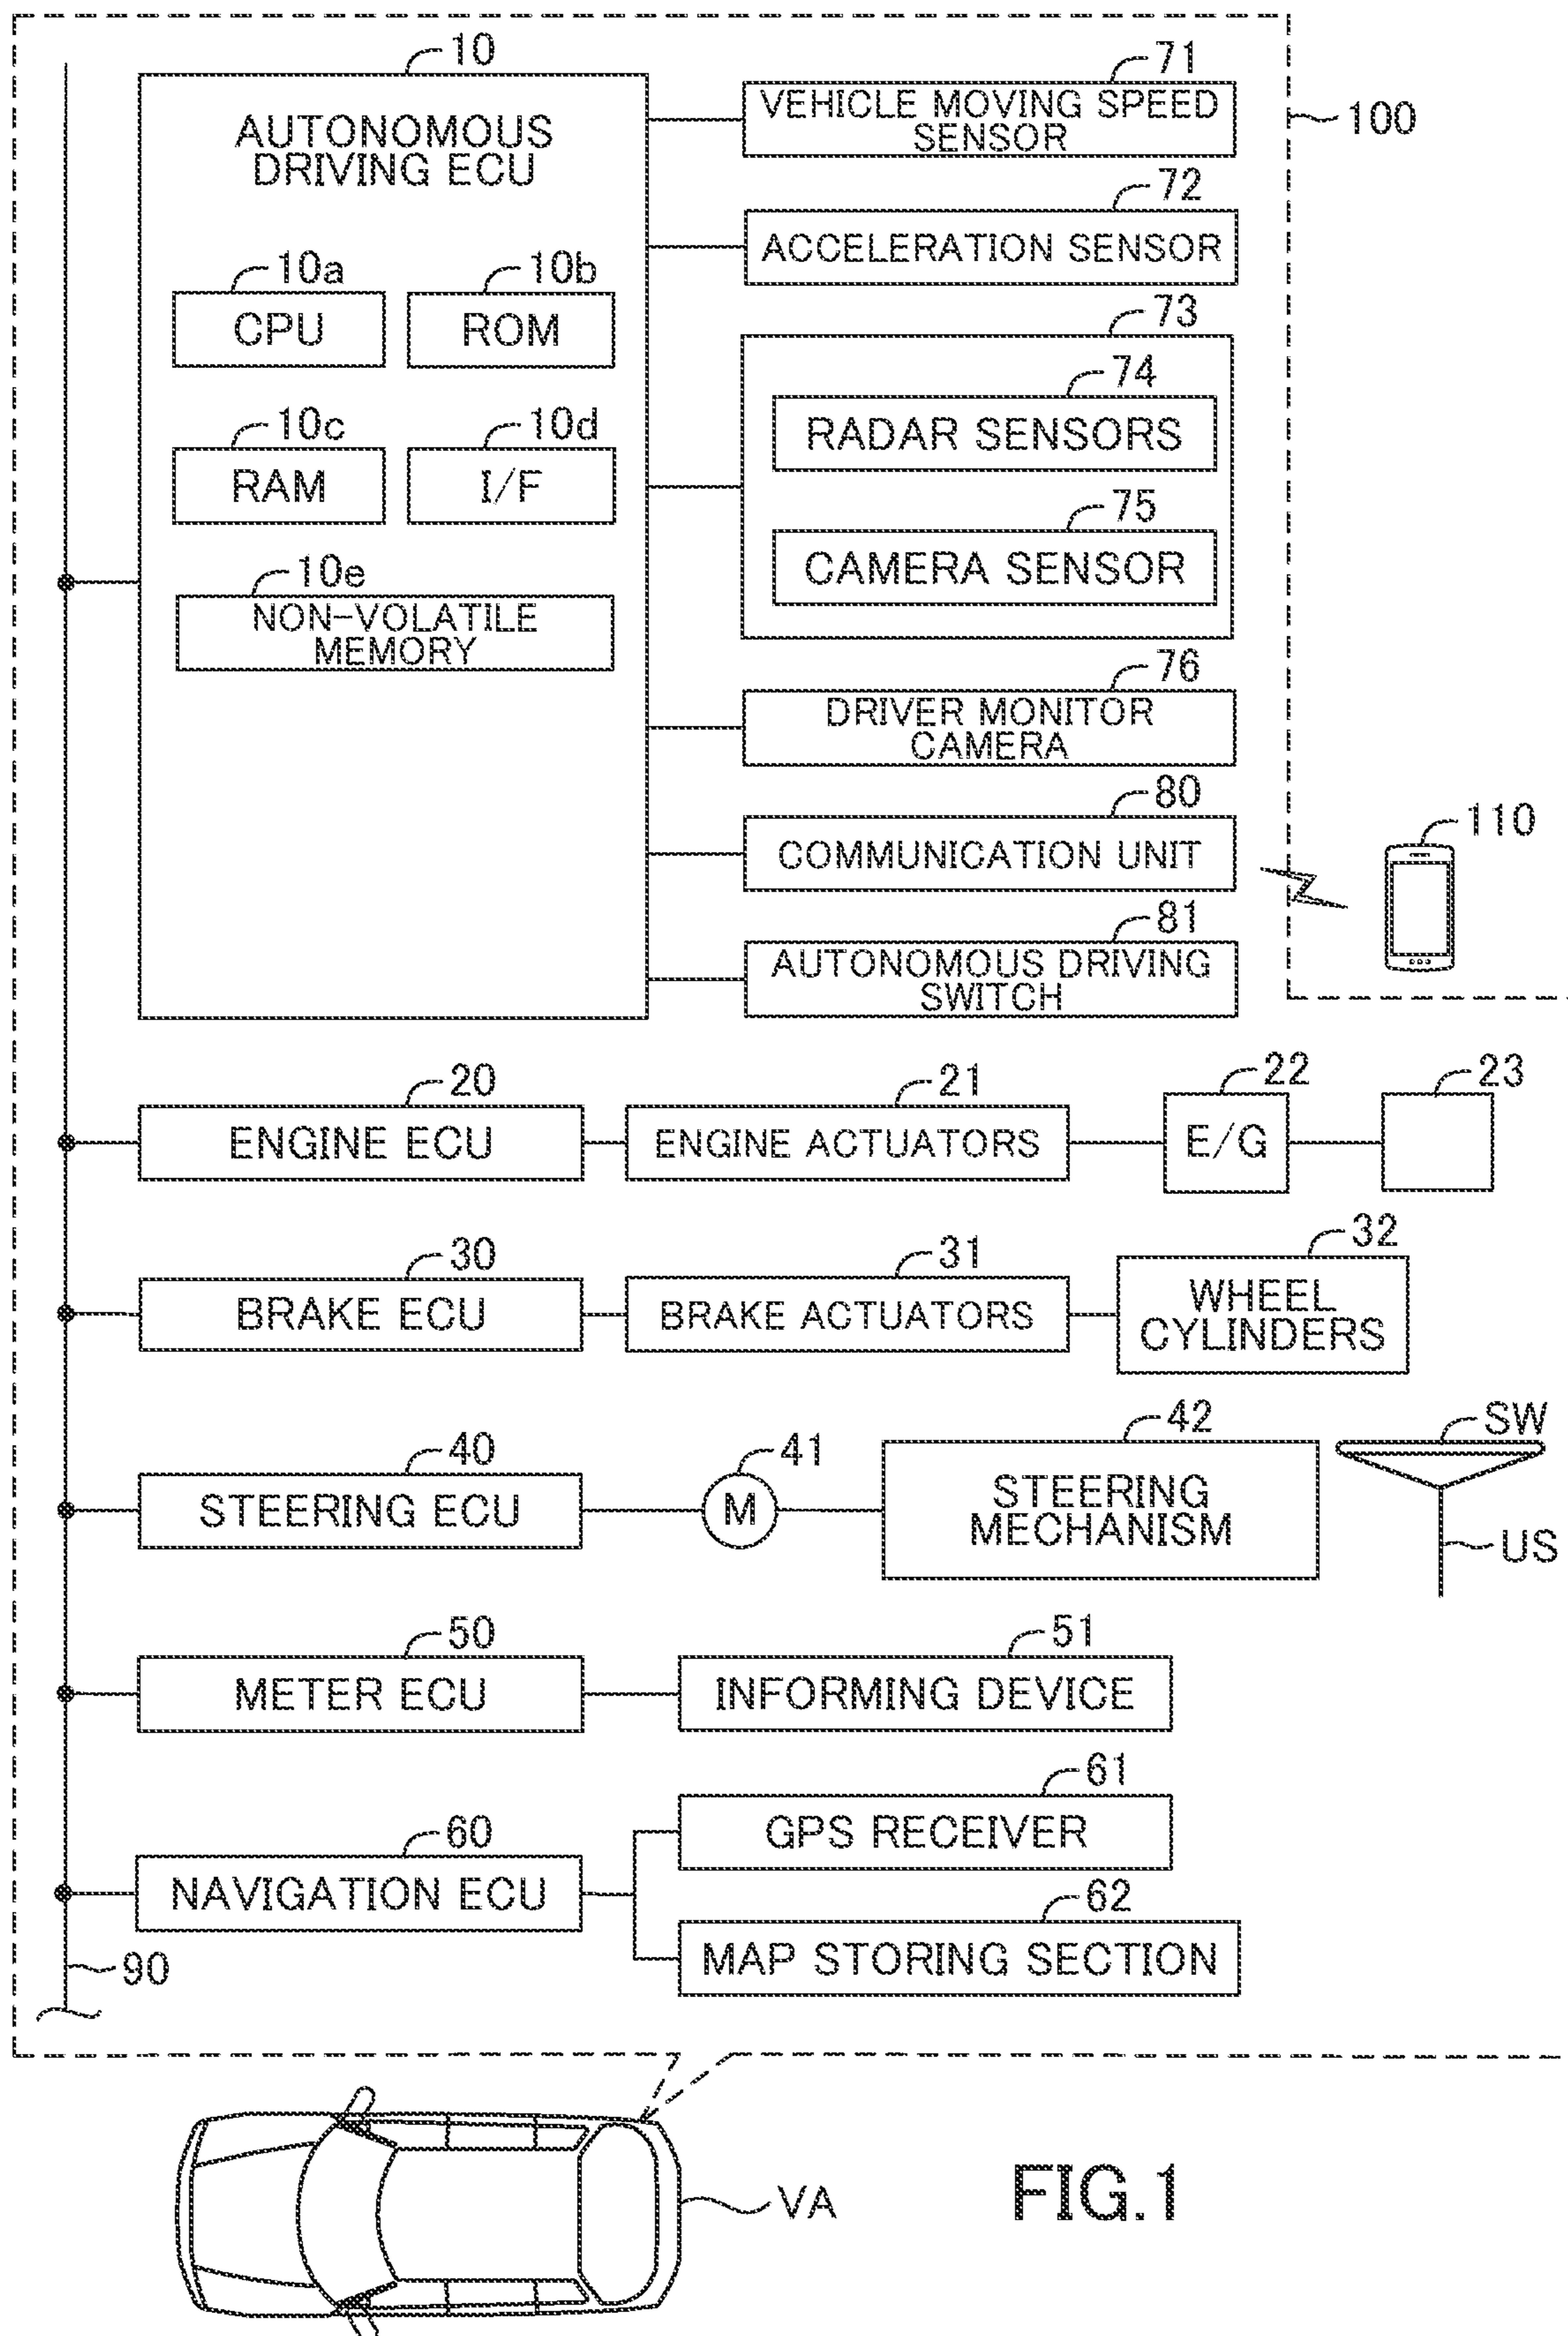 10
AUTONOMOUS
DRIVING ECU
10a
CPU
10b
ROM
10c
RAM
10d
I/F
10e
NON-VOLATILE
MEMORY
71
VEHICLE MOVING SPEED
SENSOR
100
72
ACCELERATION SENSOR
73
74
RADAR SENSORS
75
CAMERA SENSOR
76
DRIVER MONITOR
CAMERA
80
COMMUNICATION UNIT
110
81
AUTONOMOUS DRIVING
SWITCH
20
ENGINE ECU
21
ENGINE ACTUATORS
22
E/G
23
30
BRAKE ECU
31
BRAKE ACTUATORS
32
WHEEL
CYLINDERS
40
STEERING ECU
41
M
42
STEERING
MECHANISM
SW
US
50
METER ECU
51
INFORMING DEVICE
60
NAVIGATION ECU
61
GPS RECEIVER
62
MAP STORING SECTION
90
VA
FIG.1